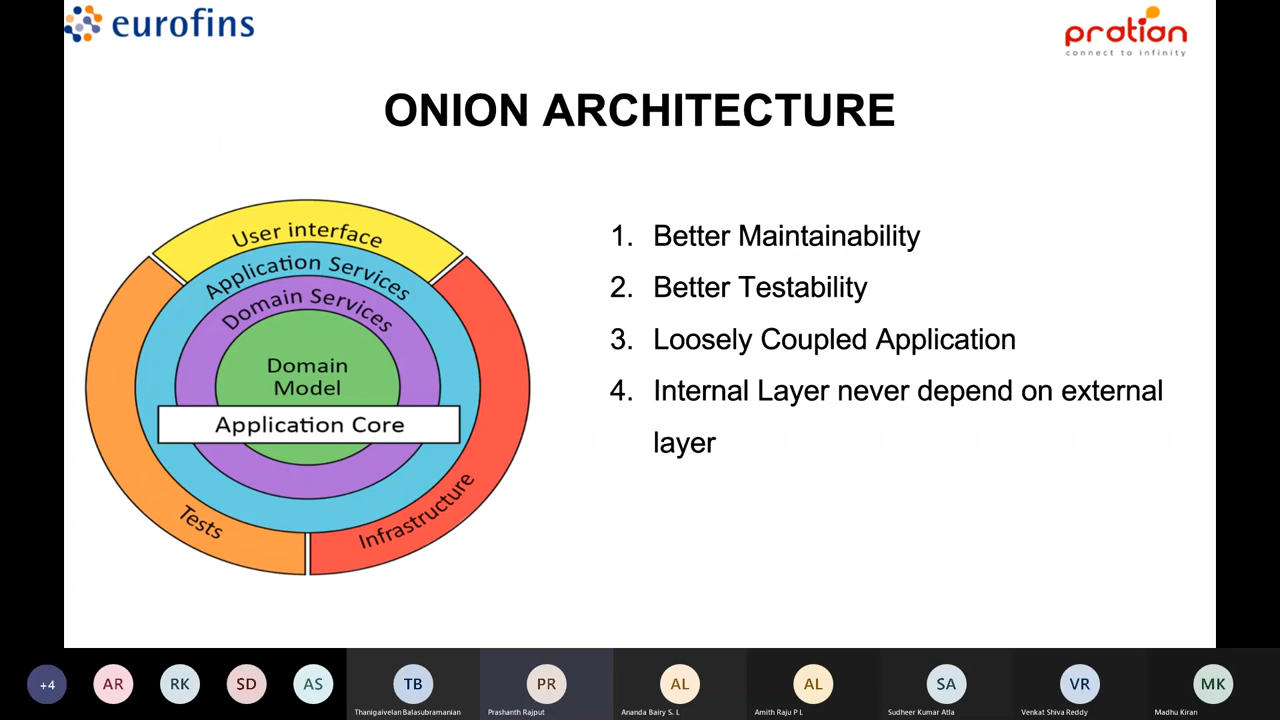 eurofins
pratian
connect to infinity
ONION ARCHITECTURE
User interface
Application Services
Domain Services
Domain
Model
Application Core
Tests
Infrastructure
1. Better Maintainability
2. Better Testability
3. Loosely Coupled Application
4. Internal Layer never depend on external
layer
+4
AR
RK
SD
AS
TB
Thanigaivelan Balasubramanian
PR
Prashanth Rajput
AL
Ananda Bairy S. L
AL
Amith Raju P L
SA
Sudheer Kumar Atla
VR
Venkat Shiva Reddy
MK
Madhu Kiran